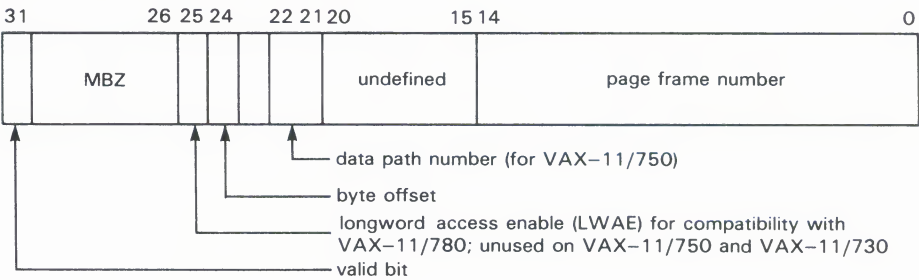 31 26 25 24 22 21 20 15 14 0
MBZ undefined page frame number
data path number (for VAX–11/750)
byte offset
longword access enable (LWAE) for compatibility with
VAX–11/780; unused on VAX–11/750 and VAX–11/730
valid bit